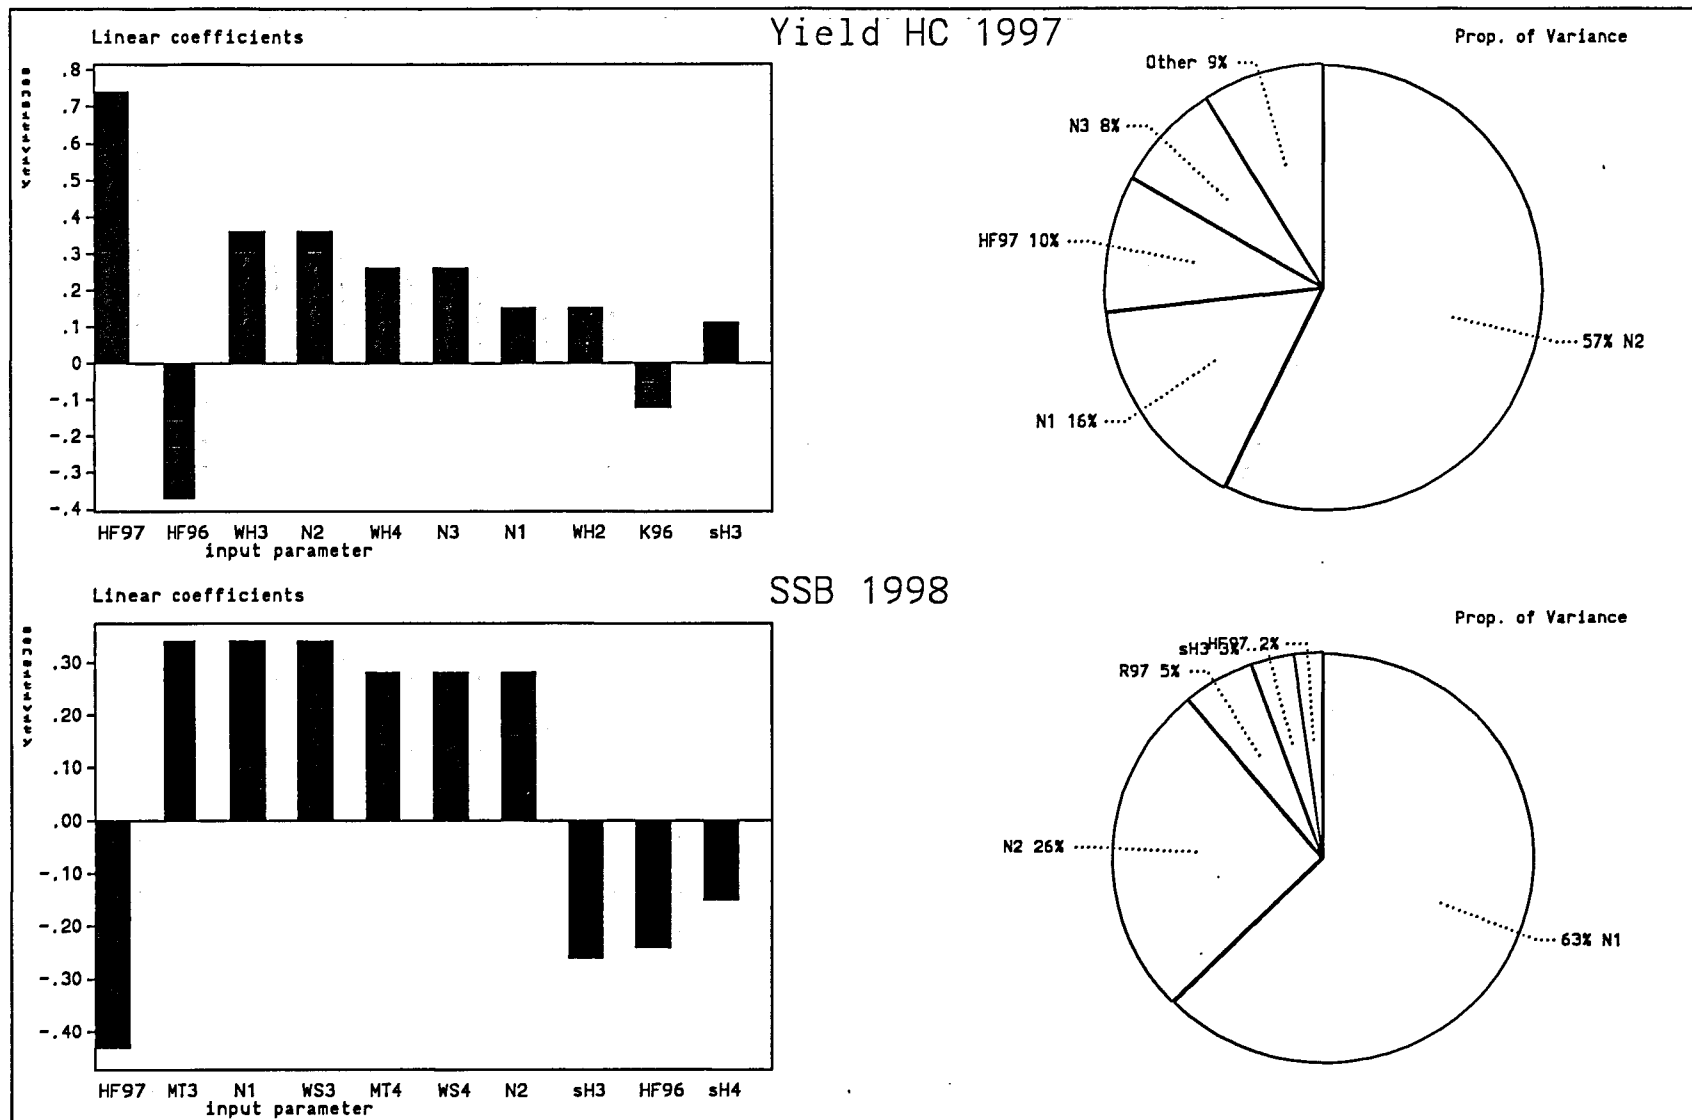 Yield HC 1997
Linear coefficients
Prop. of Variance
.8
.7
.6
.5
.4
.3
.2
.1
0
-.1
-.2
-.3
-.4
HF97 HF96 WH3 N2 WH4 N3 N1 WH2 K96 sH3
input parameter
Other 9%
N3 8%
HF97 10%
57% N2
N1 16%
SSB 1998
Linear coefficients
Prop. of Variance
.30
.20
.10
.00
-.10
-.20
-.30
-.40
HF97 MT3 N1 WS3 MT4 WS4 N2 sH3 HF96 sH4
input parameter
HF97 2%
sH3 3%
R97 5%
N2 26%
63% N1